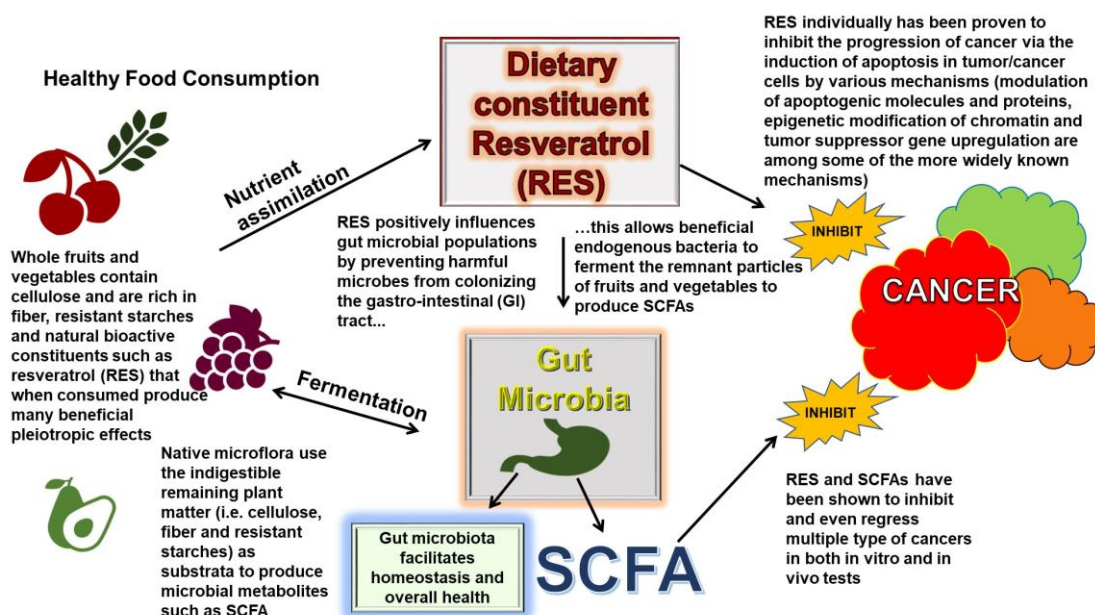 Healthy Food Consumption
Whole fruits and
vegetables contain
cellulose and are rich in
fiber, resistant starches
and natural bioactive
constituents such as
resveratrol (RES) that
when consumed produce
many beneficial
pleiotropic effects
Native microflora use
the indigestible
remaining plant
matter (i.e. cellulose,
fiber and resistant
starches) as
substrata to produce
microbial metabolites
such as SCFA
Nutrient
assimilation
Fermentation
Dietary
constituent
Resveratrol
(RES)
RES positively influences
gut microbial populations
by preventing harmful
microbes from colonizing
the gastro-intestinal (GI)
tract...
...this allows beneficial
endogenous bacteria to
ferment the remnant particles
of fruits and vegetables to
produce SCFAs
Gut
Microbia
Gut microbiota
facilitates
homeostasis and
overall health
SCFA
RES individually has been proven to
inhibit the progression of cancer via the
induction of apoptosis in tumor/cancer
cells by various mechanisms (modulation
of apoptogenic molecules and proteins,
epigenetic modification of chromatin and
tumor suppressor gene upregulation are
among some of the more widely known
mechanisms)
INHIBIT
CANCER
INHIBIT
RES and SCFAs have
been shown to inhibit
and even regress
multiple type of cancers
in both in vitro and in
vivo tests